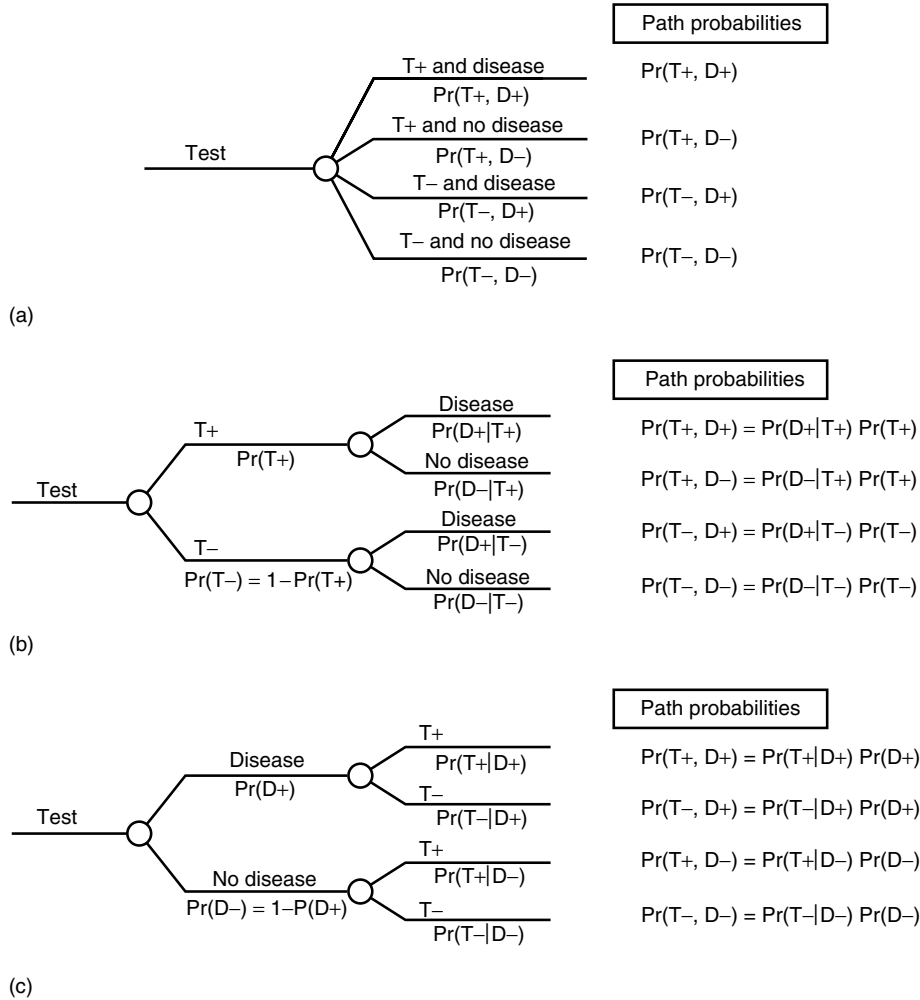 Path probabilities
T+ and disease
Pr(T+, D+)
Pr(T+, D+)
T+ and no disease
Pr(T+, D−)
Pr(T+, D−)
Test
T− and disease
Pr(T−, D+)
Pr(T−, D+)
T− and no disease
Pr(T−, D−)
Pr(T−, D−)
(a)
Path probabilities
Disease
Pr(D+|T+)
Pr(T+, D+) = Pr(D+|T+) Pr(T+)
T+
Pr(T+)
No disease
Pr(D−|T+)
Pr(T+, D−) = Pr(D−|T+) Pr(T+)
Test
Disease
Pr(D+|T−)
Pr(T−, D+) = Pr(D+|T−) Pr(T−)
T−
Pr(T−) = 1−Pr(T+)
No disease
Pr(D−|T−)
Pr(T−, D−) = Pr(D−|T−) Pr(T−)
(b)
Path probabilities
T+
Pr(T+|D+)
Pr(T+, D+) = Pr(T+|D+) Pr(D+)
Disease
Pr(D+)
T−
Pr(T−|D+)
Pr(T−, D+) = Pr(T−|D+) Pr(D+)
Test
T+
Pr(T+|D−)
Pr(T+, D−) = Pr(T+|D−) Pr(D−)
No disease
Pr(D−) = 1−P(D+)
T−
Pr(T−|D−)
Pr(T−, D−) = Pr(T−|D−) Pr(D−)
(c)